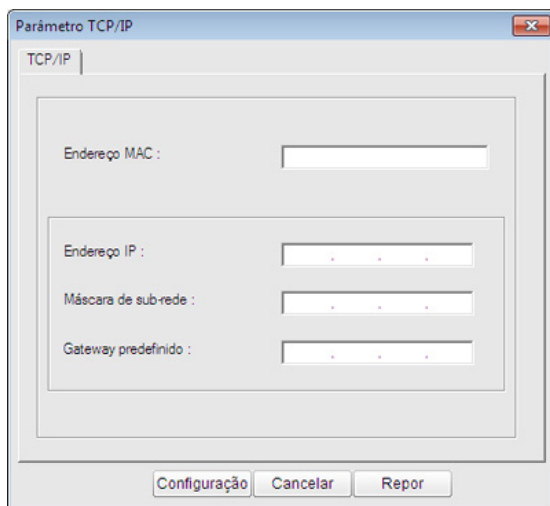 Parâmetro TCP/IP
TCP/IP
Endereço MAC :
Endereço IP :
Máscara de sub-rede :
Gateway predefinido :
Configuração Cancelar Repor